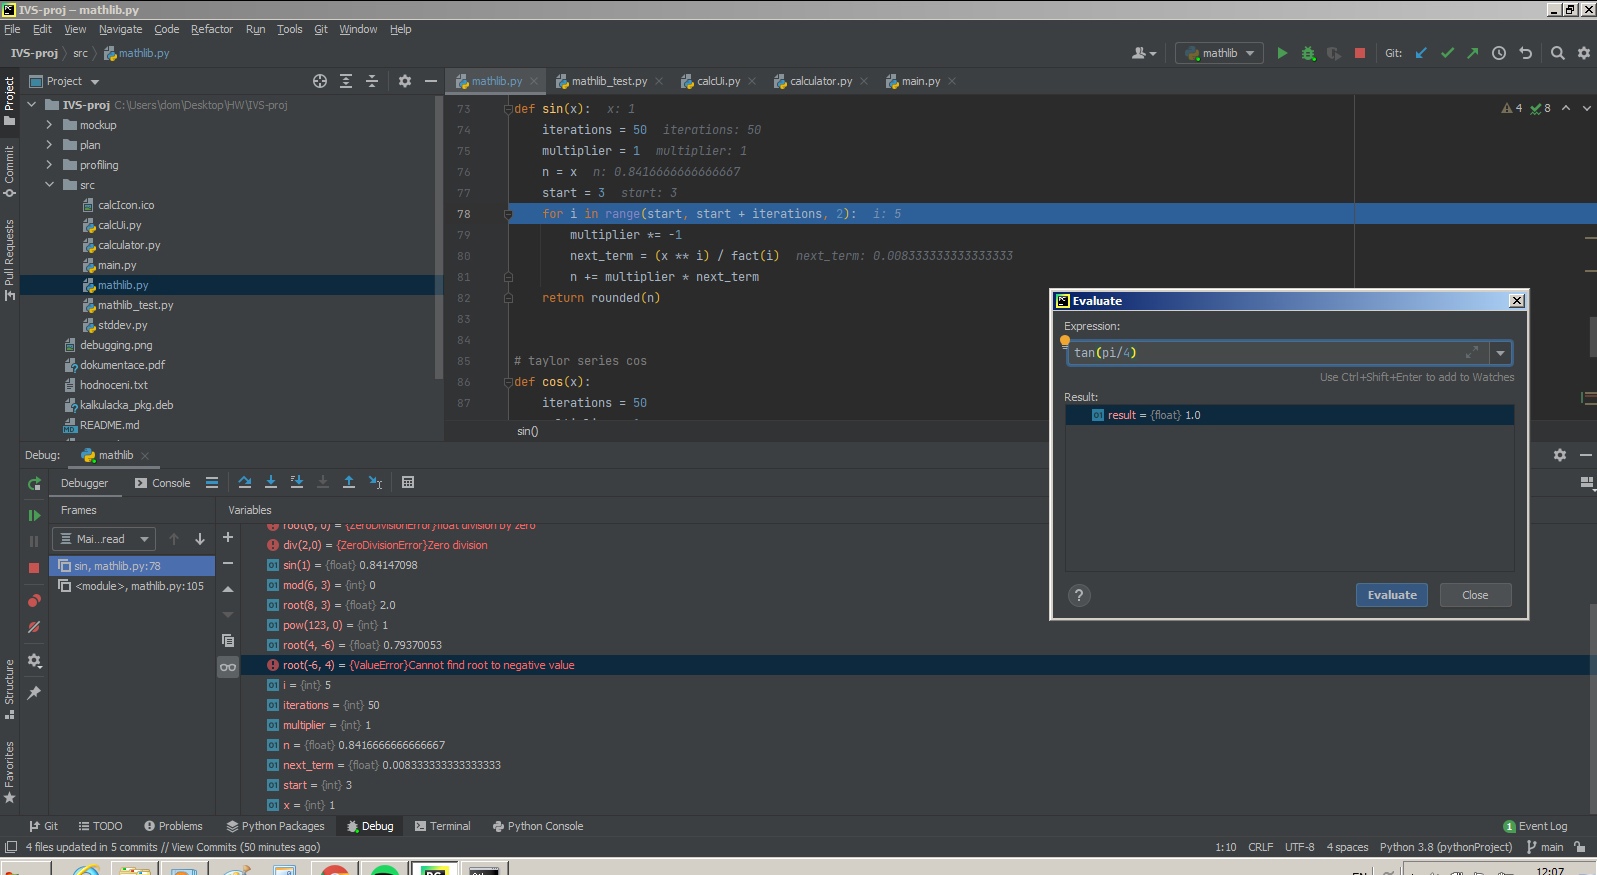 IVS-proj – mathlib.py
File Edit View Navigate Code Refactor Run Tools Git Window Help
IVS-proj src mathlib.py
mathlib
Git:
Project
mathlib.py mathlib_test.py calcUi.py calculator.py main.py
Project
Commit
Pull Requests
Structure
Favorites
IVS-proj C:\Users\dom\Desktop\HW\IVS-proj
mockup
plan
profiling
src
calcIcon.ico
calcUi.py
calculator.py
main.py
mathlib.py
mathlib_test.py
stddev.py
debugging.png
dokumentace.pdf
hodnoceni.txt
kalkulacka_pkg.deb
README.md
4 8
73 def sin(x): x: 1
74 iterations = 50 iterations: 50
75 multiplier = 1 multiplier: 1
76 n = x n: 0.8416666666666667
77 start = 3 start: 3
78 for i in range(start, start + iterations, 2): i: 5
79 multiplier *= -1
80 next_term = (x ** i) / fact(i) next_term: 0.008333333333333333
81 n += multiplier * next_term
82 return rounded(n)
83
84
85 # taylor series cos
86 def cos(x):
87 iterations = 50
sin()
Evaluate
Expression:
tan(pi/4)
Use Ctrl+Shift+Enter to add to Watches
Result:
result = {float} 1.0
? Evaluate Close
Debug: mathlib
Debugger Console
Frames
Mai...read
sin, mathlib.py:78
<module>, mathlib.py:105
Variables
root(6, 0) = {ZeroDivisionError}float division by zero
div(2,0) = {ZeroDivisionError}Zero division
sin(1) = {float} 0.84147098
mod(6, 3) = {int} 0
root(8, 3) = {float} 2.0
pow(123, 0) = {int} 1
root(4, -6) = {float} 0.79370053
root(-6, 4) = {ValueError}Cannot find root to negative value
i = {int} 5
iterations = {int} 50
multiplier = {int} 1
n = {float} 0.8416666666666667
next_term = {float} 0.008333333333333333
start = {int} 3
x = {int} 1
Git TODO Problems Python Packages Debug Terminal Python Console
1 Event Log
4 files updated in 5 commits // View Commits (50 minutes ago)
1:10 CRLF UTF-8 4 spaces Python 3.8 (pythonProject) main
12:07